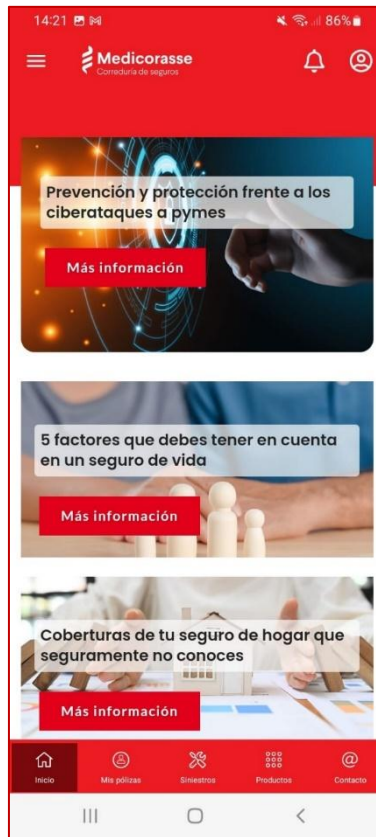 14:21
86%
Medicorasse
Correduría de seguros
Prevención y protección frente a los
ciberataques a pymes
Más información
5 factores que debes tener en cuenta
en un seguro de vida
Más información
Coberturas de tu seguro de hogar que
seguramente no conoces
Más información
Inicio
Mis pólizas
Siniestros
Productos
Contacto